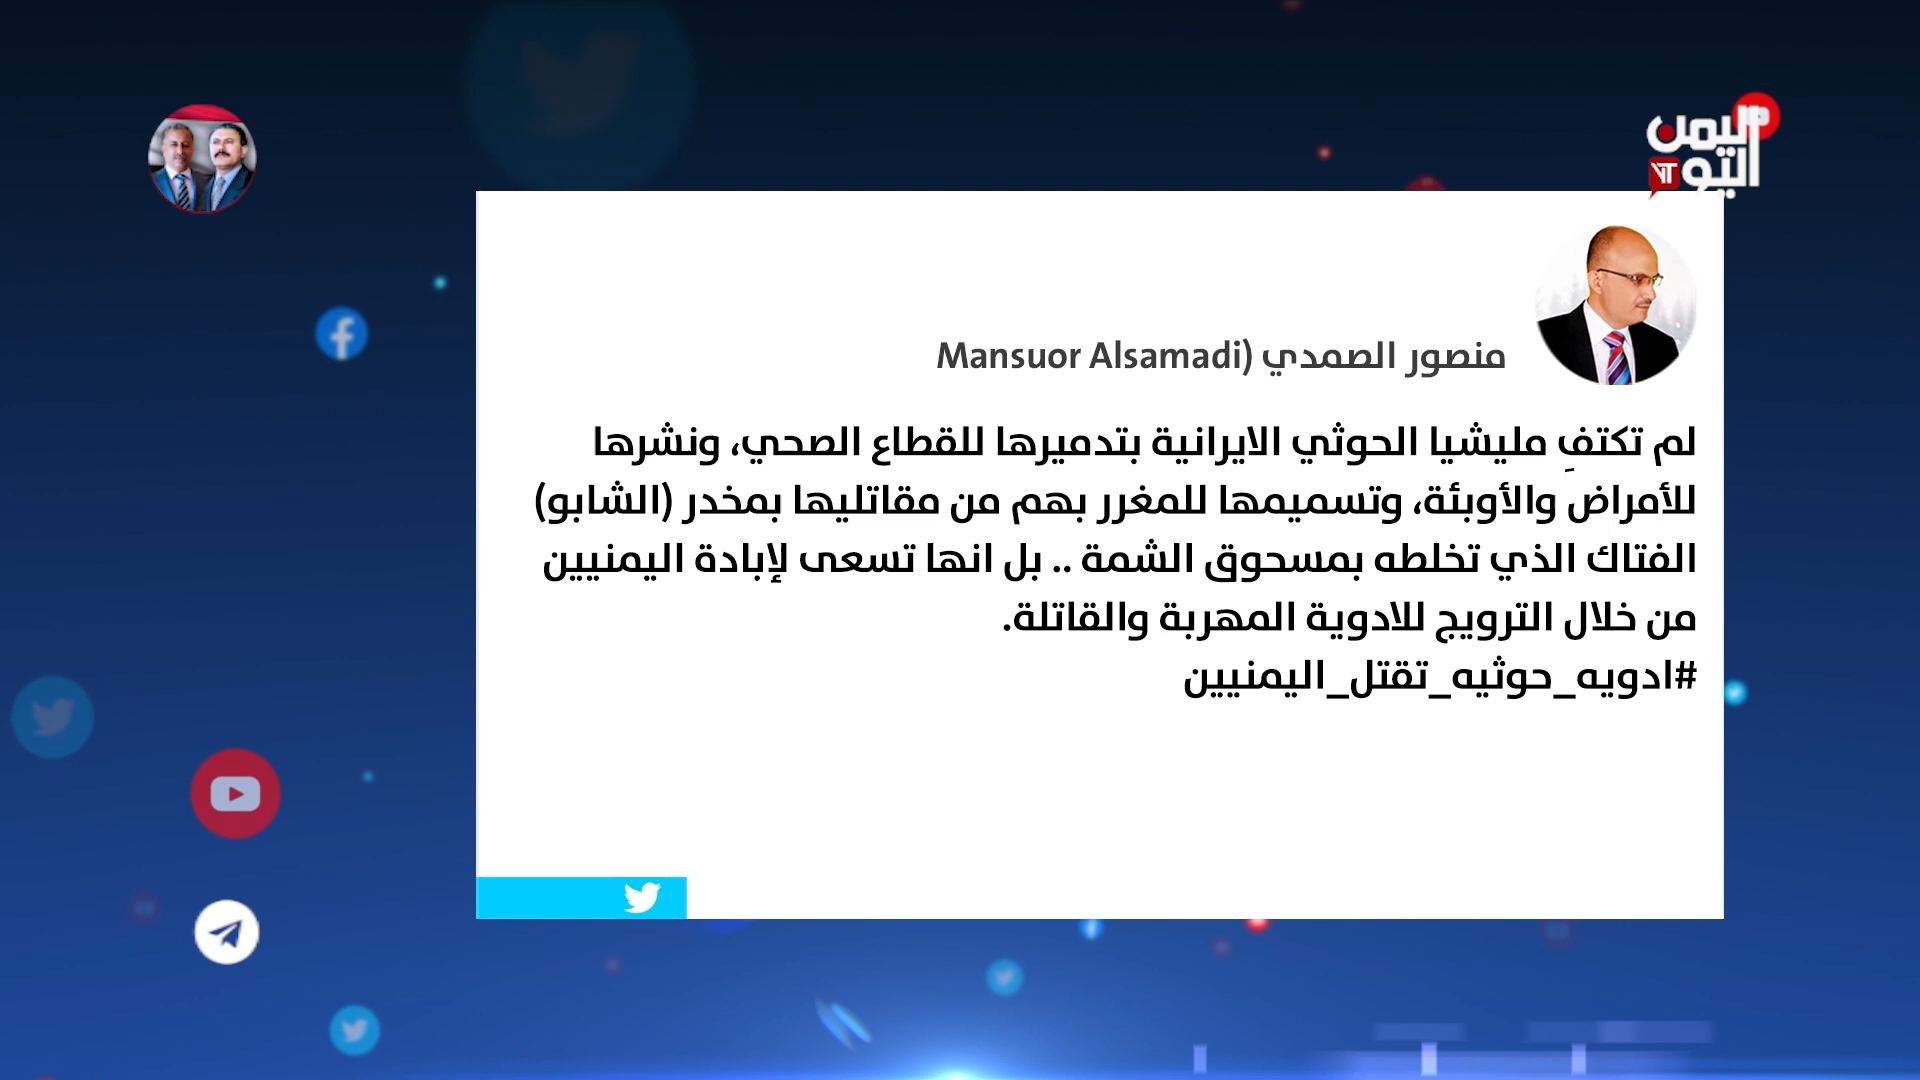 اليمن
اليوم
YT
منصور الصمدي (Mansuor Alsamadi
لم تكتفِ مليشيا الحوثي الايرانية بتدميرها للقطاع الصحي، ونشرها
للأمراض والأوبئة، وتسميمها للمغرر بهم من مقاتليها بمخدر (الشابو)
الفتاك الذي تخلطه بمسحوق الشمة .. بل انها تسعى لإبادة اليمنيين
من خلال الترويج للادوية المهربة والقاتلة.
#ادويه_حوثيه_تقتل_اليمنيين